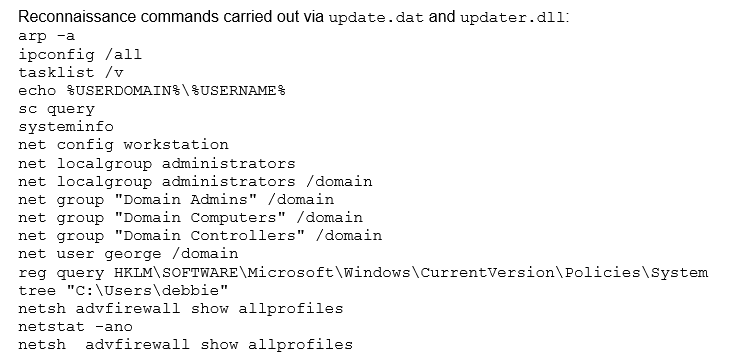 Reconnaissance commands carried out via update.dat and updater.dll:
arp -a
ipconfig /all
tasklist /v
echo %USERDOMAIN%\%USERNAME%
sc query
systeminfo
net config workstation
net localgroup administrators
net localgroup administrators /domain
net group "Domain Admins" /domain
net group "Domain Computers" /domain
net group "Domain Controllers" /domain
net user george /domain
reg query HKLM\SOFTWARE\Microsoft\Windows\CurrentVersion\Policies\System
tree "C:\Users\debbie"
netsh advfirewall show allprofiles
netstat -ano
netsh  advfirewall show allprofiles